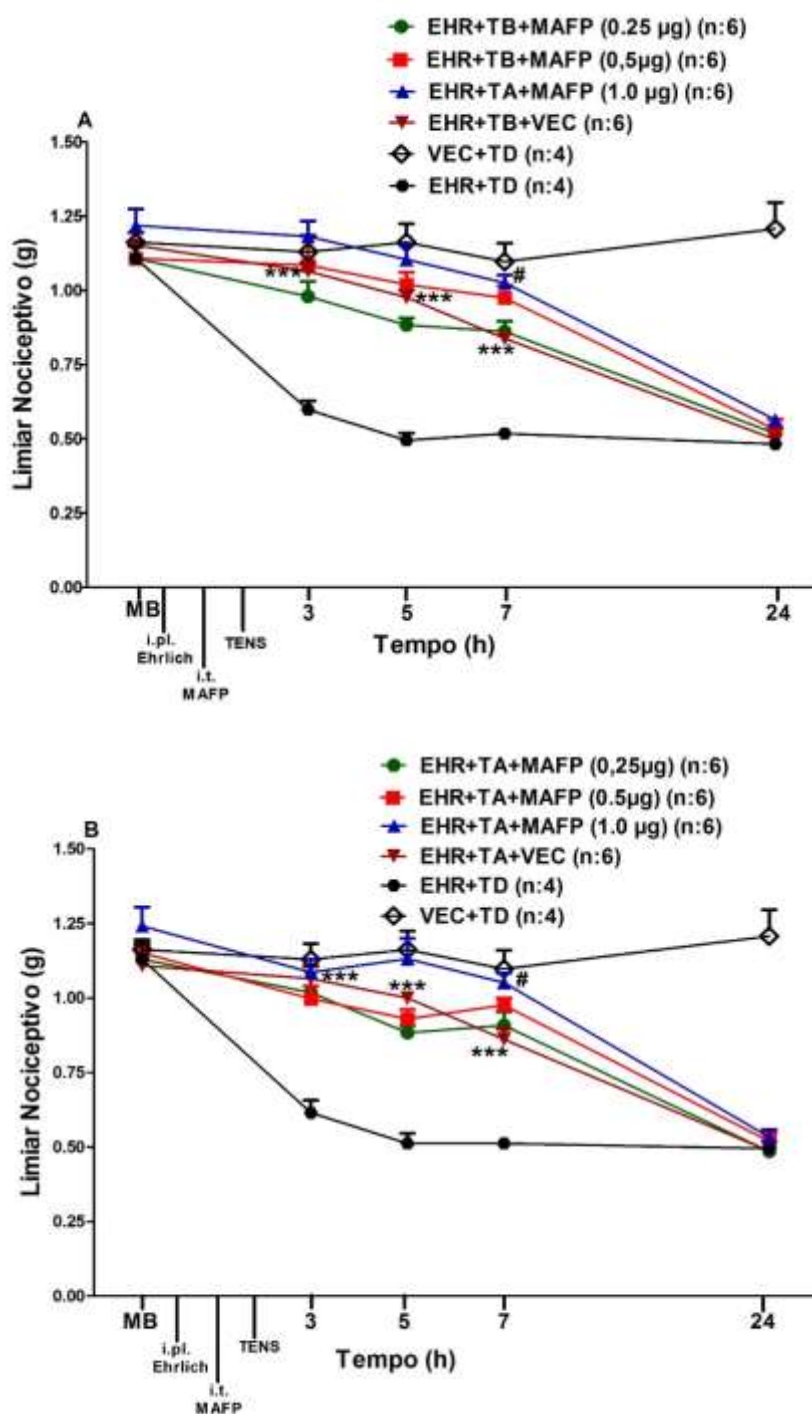 EHR+TB+MAFP (0.25 µg) (n:6)
EHR+TB+MAFP (0,5µg) (n:6)
EHR+TA+MAFP (1.0 µg) (n:6)
EHR+TB+VEC (n:6)
VEC+TD (n:4)
EHR+TD (n:4)
A
1.50
1.25
1.00
0.75
0.50
0.25
0.00
Limiar Nociceptivo (g)
***
***
***
#
MB
3
5
7
24
i.pl.
Ehrlich
i.t.
MAFP
TENS
Tempo (h)
EHR+TA+MAFP (0,25µg) (n:6)
EHR+TA+MAFP (0.5µg) (n:6)
EHR+TA+MAFP (1.0 µg) (n:6)
EHR+TA+VEC (n:6)
EHR+TD (n:4)
VEC+TD (n:4)
B
1.50
1.25
1.00
0.75
0.50
0.25
0.00
Limiar Nociceptivo (g)
***
***
***
#
MB
3
5
7
24
i.pl.
Ehrlich
i.t.
MAFP
TENS
Tempo (h)